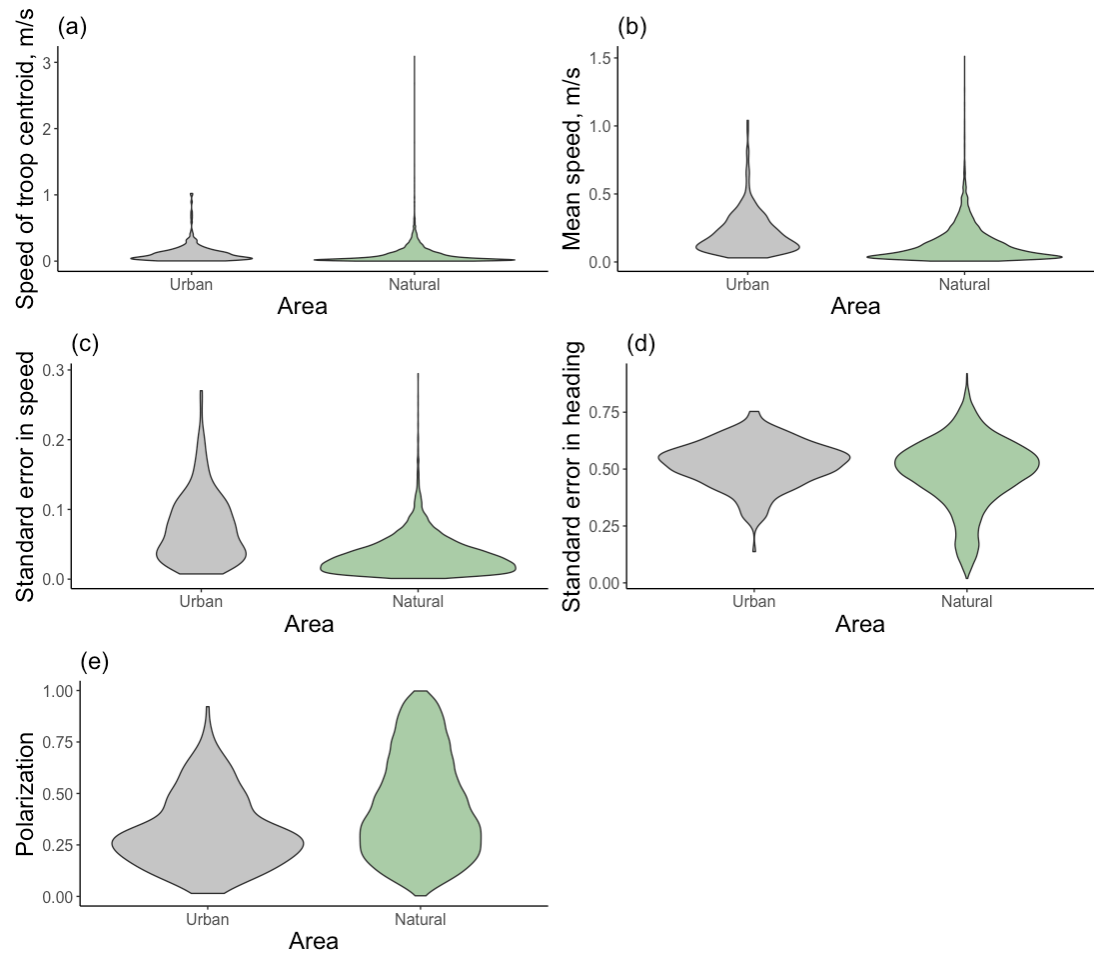 (a)
Speed of troop centroid, m/s
3
2
1
0
Urban
Natural
Area
(b)
Mean speed, m/s
1.5
1.0
0.5
0.0
Urban
Natural
Area
(c)
Standard error in speed
0.3
0.2
0.1
0.0
Urban
Natural
Area
(d)
Standard error in heading
0.75
0.50
0.25
0.00
Urban
Natural
Area
(e)
Polarization
1.00
0.75
0.50
0.25
0.00
Urban
Natural
Area